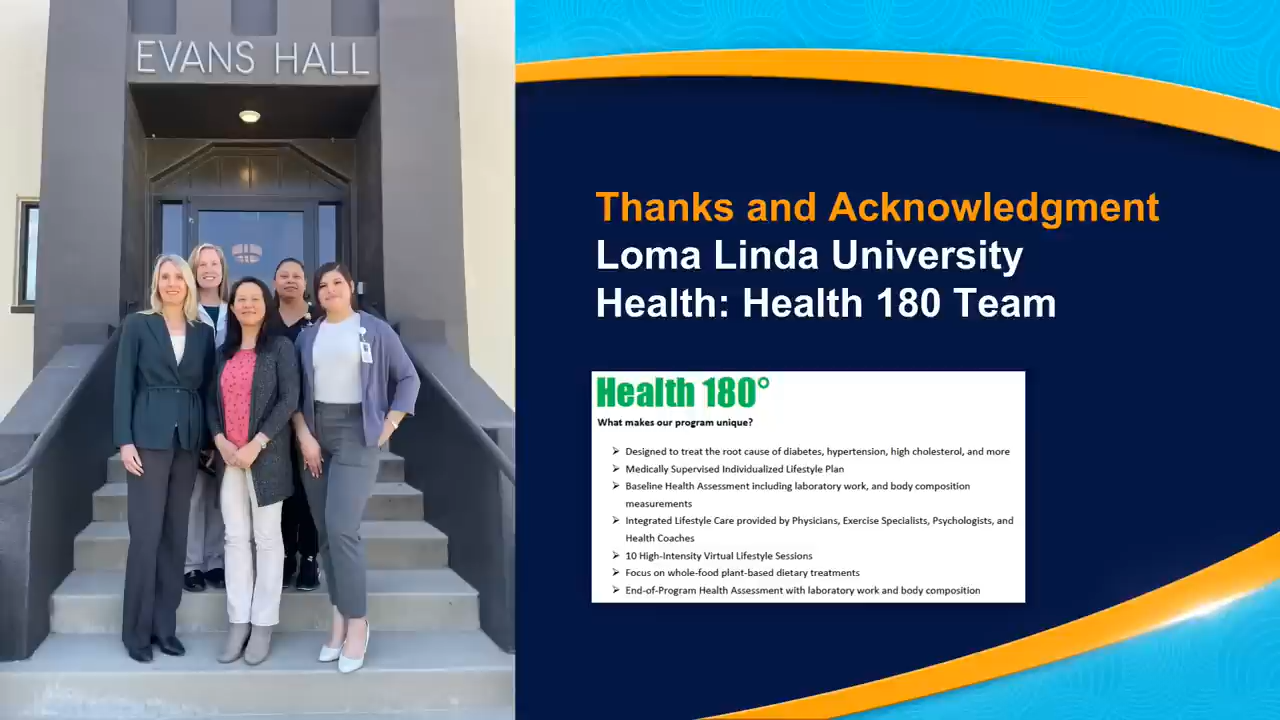 EVANS HALL
Thanks and Acknowledgment
Loma Linda University
Health: Health 180 Team
Health 180°
What makes our program unique?
➢ Designed to treat the root cause of diabetes, hypertension, high cholesterol, and more
➢ Medically Supervised Individualized Lifestyle Plan
➢ Baseline Health Assessment including laboratory work, and body composition
measurements
➢ Integrated Lifestyle Care provided by Physicians, Exercise Specialists, Psychologists, and
Health Coaches
➢ 10 High-Intensity Virtual Lifestyle Sessions
➢ Focus on whole-food plant-based dietary treatments
➢ End-of-Program Health Assessment with laboratory work and body composition